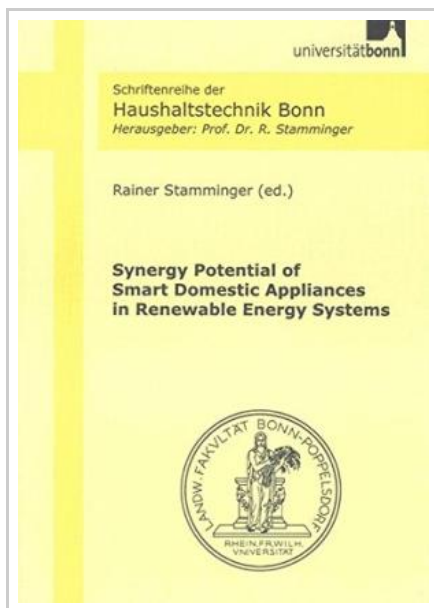 universitätbonn
Schriftenreihe der
Haushaltstechnik Bonn
Herausgeber: Prof. Dr. R. Stamminger
Rainer Stamminger (ed.)
Synergy Potential of
Smart Domestic Appliances
in Renewable Energy Systems
LANDW. FAKULTÄT BONN-POPPELSDORF
RHEIN. FR. WILH.
VNIVERSITÄT